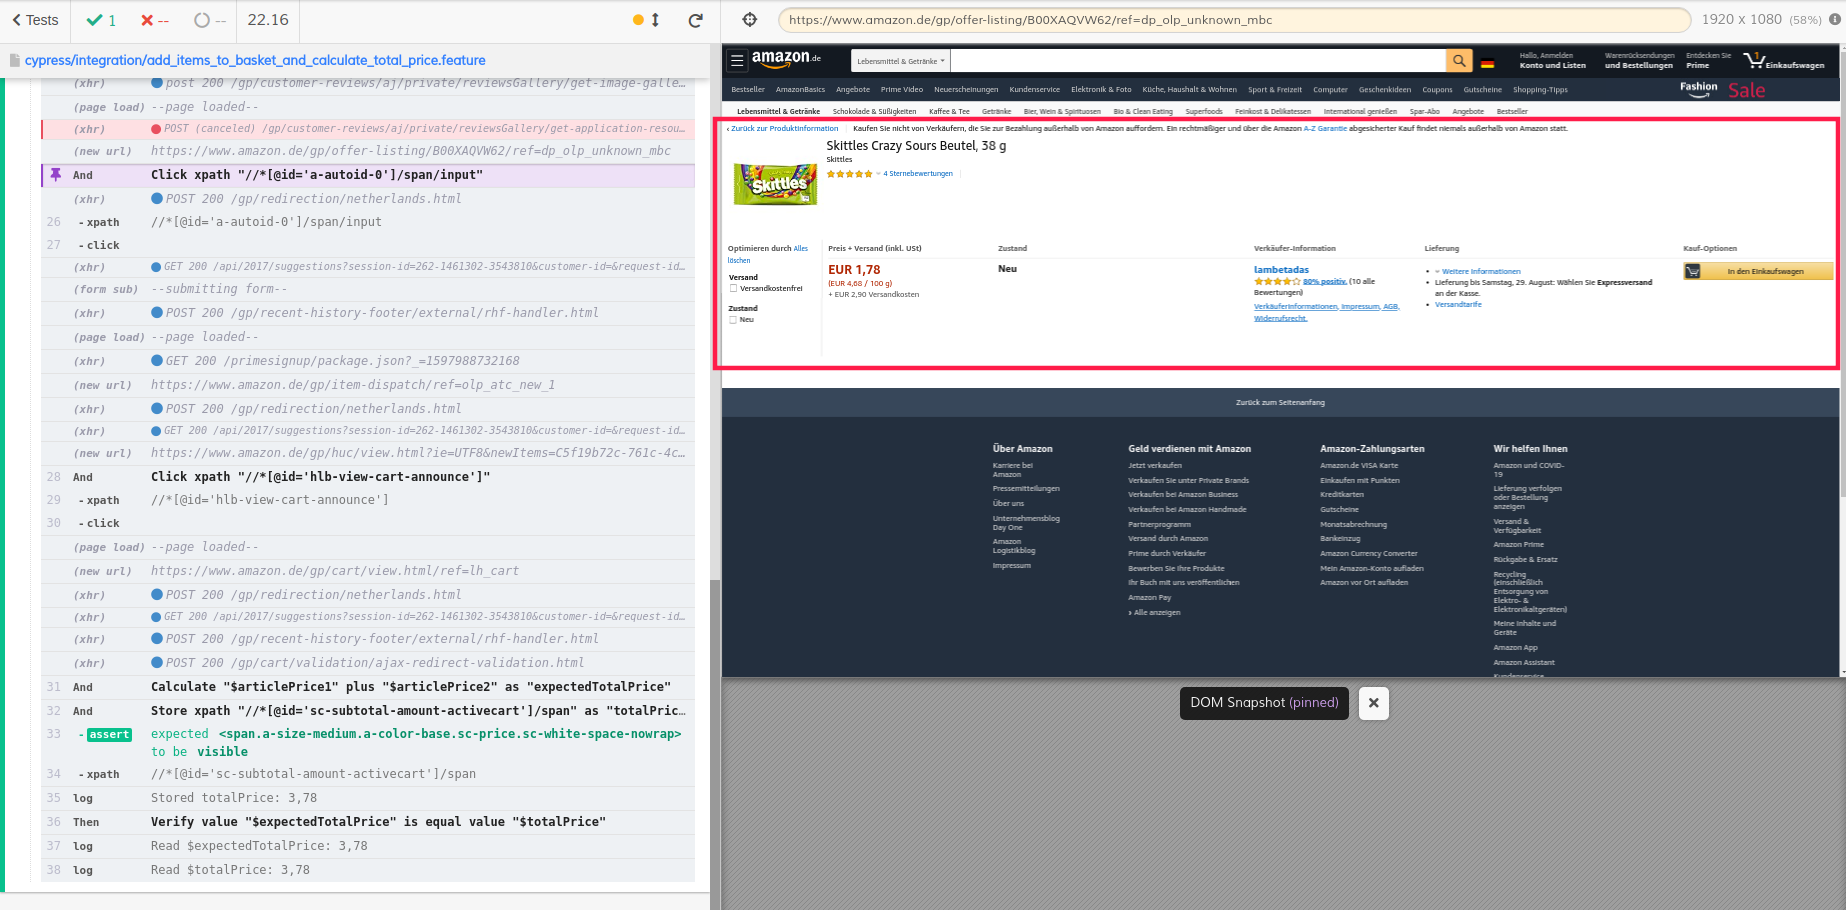 Tests
1
--
--
22.16
https://www.amazon.de/gp/offer-listing/B00XAQVW62/ref=dp_olp_unknown_mbc
1920 x 1080 (58%)
cypress/integration/add_items_to_basket_and_calculate_total_price.feature
(xhr) post 200 /gp/customer-reviews/aj/private/reviewsGallery/get-image-galle…
(page load) --page loaded--
(xhr) POST (canceled) /gp/customer-reviews/aj/private/reviewsGallery/get-application-resou…
(new url) https://www.amazon.de/gp/offer-listing/B00XAQVW62/ref=dp_olp_unknown_mbc
And Click xpath "//*[@id='a-autoid-0']/span/input"
(xhr) POST 200 /gp/redirection/netherlands.html
26 - xpath //*[@id='a-autoid-0']/span/input
27 - click
(xhr) GET 200 /api/2017/suggestions?session-id=262-1461302-3543810&customer-id=&request-id…
(form sub) --submitting form--
(xhr) POST 200 /gp/recent-history-footer/external/rhf-handler.html
(page load) --page loaded--
(xhr) GET 200 /primesignup/package.json?_=1597988732168
(new url) https://www.amazon.de/gp/item-dispatch/ref=olp_atc_new_1
(xhr) POST 200 /gp/redirection/netherlands.html
(xhr) GET 200 /api/2017/suggestions?session-id=262-1461302-3543810&customer-id=&request-id…
(new url) https://www.amazon.de/gp/huc/view.html?ie=UTF8&newItems=C5f19b72c-761c-4c…
28 And Click xpath "//*[@id='hlb-view-cart-announce']"
29 - xpath //*[@id='hlb-view-cart-announce']
30 - click
(page load) --page loaded--
(new url) https://www.amazon.de/gp/cart/view.html/ref=lh_cart
(xhr) POST 200 /gp/redirection/netherlands.html
(xhr) GET 200 /api/2017/suggestions?session-id=262-1461302-3543810&customer-id=&request-id…
(xhr) POST 200 /gp/recent-history-footer/external/rhf-handler.html
(xhr) POST 200 /gp/cart/validation/ajax-redirect-validation.html
31 And Calculate "$articlePrice1" plus "$articlePrice2" as "expectedTotalPrice"
32 And Store xpath "//*[@id='sc-subtotal-amount-activecart']/span" as "totalPric…
33 - assert expected <span.a-size-medium.a-color-base.sc-price.sc-white-space-nowrap>
to be visible
34 - xpath //*[@id='sc-subtotal-amount-activecart']/span
35 log Stored totalPrice: 3,78
36 Then Verify value "$expectedTotalPrice" is equal value "$totalPrice"
37 log Read $expectedTotalPrice: 3,78
38 log Read $totalPrice: 3,78
amazon.de
Lebensmittel & Getränke
Hallo, Anmelden
Konto und Listen
Warenrücksendungen
und Bestellungen
Entdecken Sie
Prime
1
Einkaufswagen
Bestseller AmazonBasics Angebote Prime Video Neuerscheinungen Kundenservice Elektronik & Foto Küche, Haushalt & Wohnen Sport & Freizeit Computer Geschenkideen Coupons Gutscheine Shopping-Tipps
Fashion Sale
Lebensmittel & Getränke Schokolade & Süßigkeiten Kaffee & Tee Getränke Bier, Wein & Spirituosen Bio & Clean Eating Superfoods Feinkost & Delikatessen International genießen Spar-Abo Angebote Bestseller
‹ Zurück zur Produktinformation Kaufen Sie nicht von Verkäufern, die Sie zur Bezahlung außerhalb von Amazon auffordern. Ein rechtmäßiger und über die Amazon A-Z Garantie abgesicherter Kauf findet niemals außerhalb von Amazon statt.
Skittles Crazy Sours Beutel, 38 g
Skittles
Skittles
4 Sternebewertungen
Optimieren durch Alles
löschen
Versand
Versandkostenfrei
Zustand
Neu
Preis + Versand (inkl. USt)
EUR 1,78
(EUR 4,68 / 100 g)
+ EUR 2,90 Versandkosten
Zustand
Neu
Verkäufer-Information
lambetadas
80% positiv. (10 alle
Bewertungen)
Verkäuferinformationen, Impressum, AGB,
Widerrufsrecht.
Lieferung
Weitere Informationen
Lieferung bis Samstag, 29. August: Wählen Sie Expressversand
an der Kasse.
Versandtarife
Kauf-Optionen
In den Einkaufswagen
Zurück zum Seitenanfang
Über Amazon
Karriere bei
Amazon
Pressemitteilungen
Über uns
Unternehmensblog
Day One
Amazon
Logistikblog
Impressum
Geld verdienen mit Amazon
Jetzt verkaufen
Verkaufen Sie unter Private Brands
Verkaufen bei Amazon Business
Verkaufen bei Amazon Handmade
Partnerprogramm
Versand durch Amazon
Prime durch Verkäufer
Bewerben Sie Ihre Produkte
Ihr Buch mit uns veröffentlichen
Amazon Pay
› Alle anzeigen
Amazon-Zahlungsarten
Amazon.de VISA Karte
Einkaufen mit Punkten
Kreditkarten
Gutscheine
Monatsabrechnung
Bankeinzug
Amazon Currency Converter
Mein Amazon-Konto aufladen
Amazon vor Ort aufladen
Wir helfen Ihnen
Amazon und COVID-
19
Lieferung verfolgen
oder Bestellung
anzeigen
Versand &
Verfügbarkeit
Amazon Prime
Rückgabe & Ersatz
Recycling
(einschließlich
Entsorgung von
Elektro- &
Elektronikaltgeräten)
Meine Inhalte und
Geräte
Amazon App
Amazon Assistant
Kundenservice
DOM Snapshot (pinned)